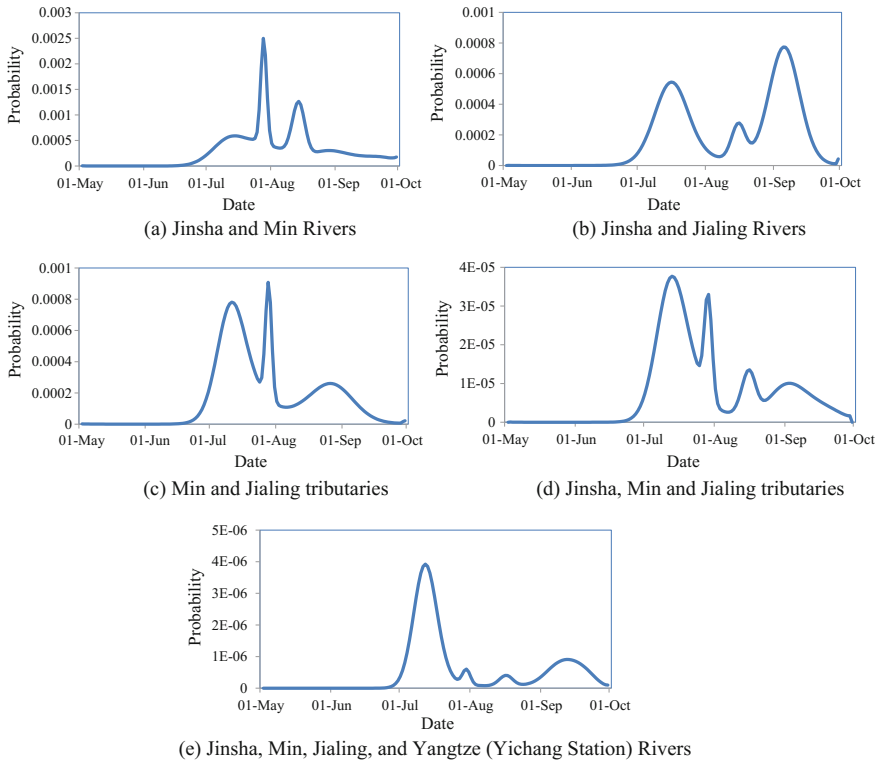 0.003
0.0025
0.002
0.0015
0.001
0.0005
0
Probability
01-May 01-Jun 01-Jul 01-Aug 01-Sep 01-Oct
Date
(a) Jinsha and Min Rivers
0.001
0.0008
0.0006
0.0004
0.0002
0
Probability
01-May 01-Jun 01-Jul 01-Aug 01-Sep 01-Oct
Date
(b) Jinsha and Jialing Rivers
0.001
0.0008
0.0006
0.0004
0.0002
0
Probability
01-May 01-Jun 01-Jul 01-Aug 01-Sep 01-Oct
Date
(c) Min and Jialing tributaries
4E-05
3E-05
2E-05
1E-05
0
Probability
01-May 01-Jun 01-Jul 01-Aug 01-Sep 01-Oct
Date
(d) Jinsha, Min and Jialing tributaries
5E-06
4E-06
3E-06
2E-06
1E-06
0
Probability
01-May 01-Jun 01-Jul 01-Aug 01-Sep 01-Oct
Date
(e) Jinsha, Min, Jialing, and Yangtze (Yichang Station) Rivers